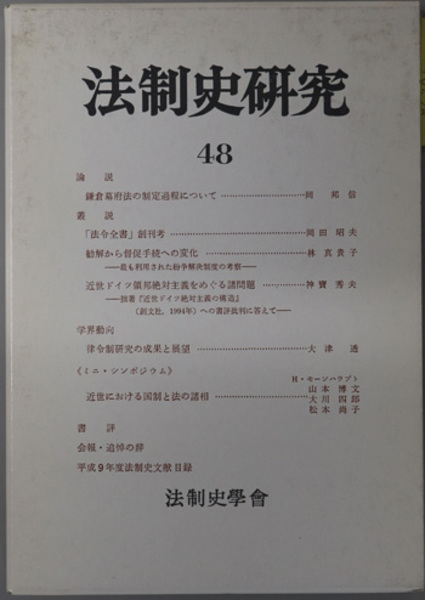 法制史研究
48
論　説
鎌倉幕府法の制定過程について ………………………… 岡　邦　信
叢　説
「法令全書」創刊考 ………………………… 岡田昭夫
勧解から督促手続への変化 ………………………… 林真貴子
――最も利用された紛争解決制度の考察――
近世ドイツ領邦絶対主義をめぐる諸問題 ………… 神寶秀夫
――拙著『近世ドイツ絶対主義の構造』
（創文社、1994年）への書評批判に答えて――
学界動向
律令制研究の成果と展望 ………………………… 大津　透
《ミニ・シンポジウム》
近世における国制と法の諸相 ………………………… H・モーンハウプト
山本博文
大川四郎
松本尚子
書　評
会報・追悼の辞
平成9年度法制史文献目録
法制史學會